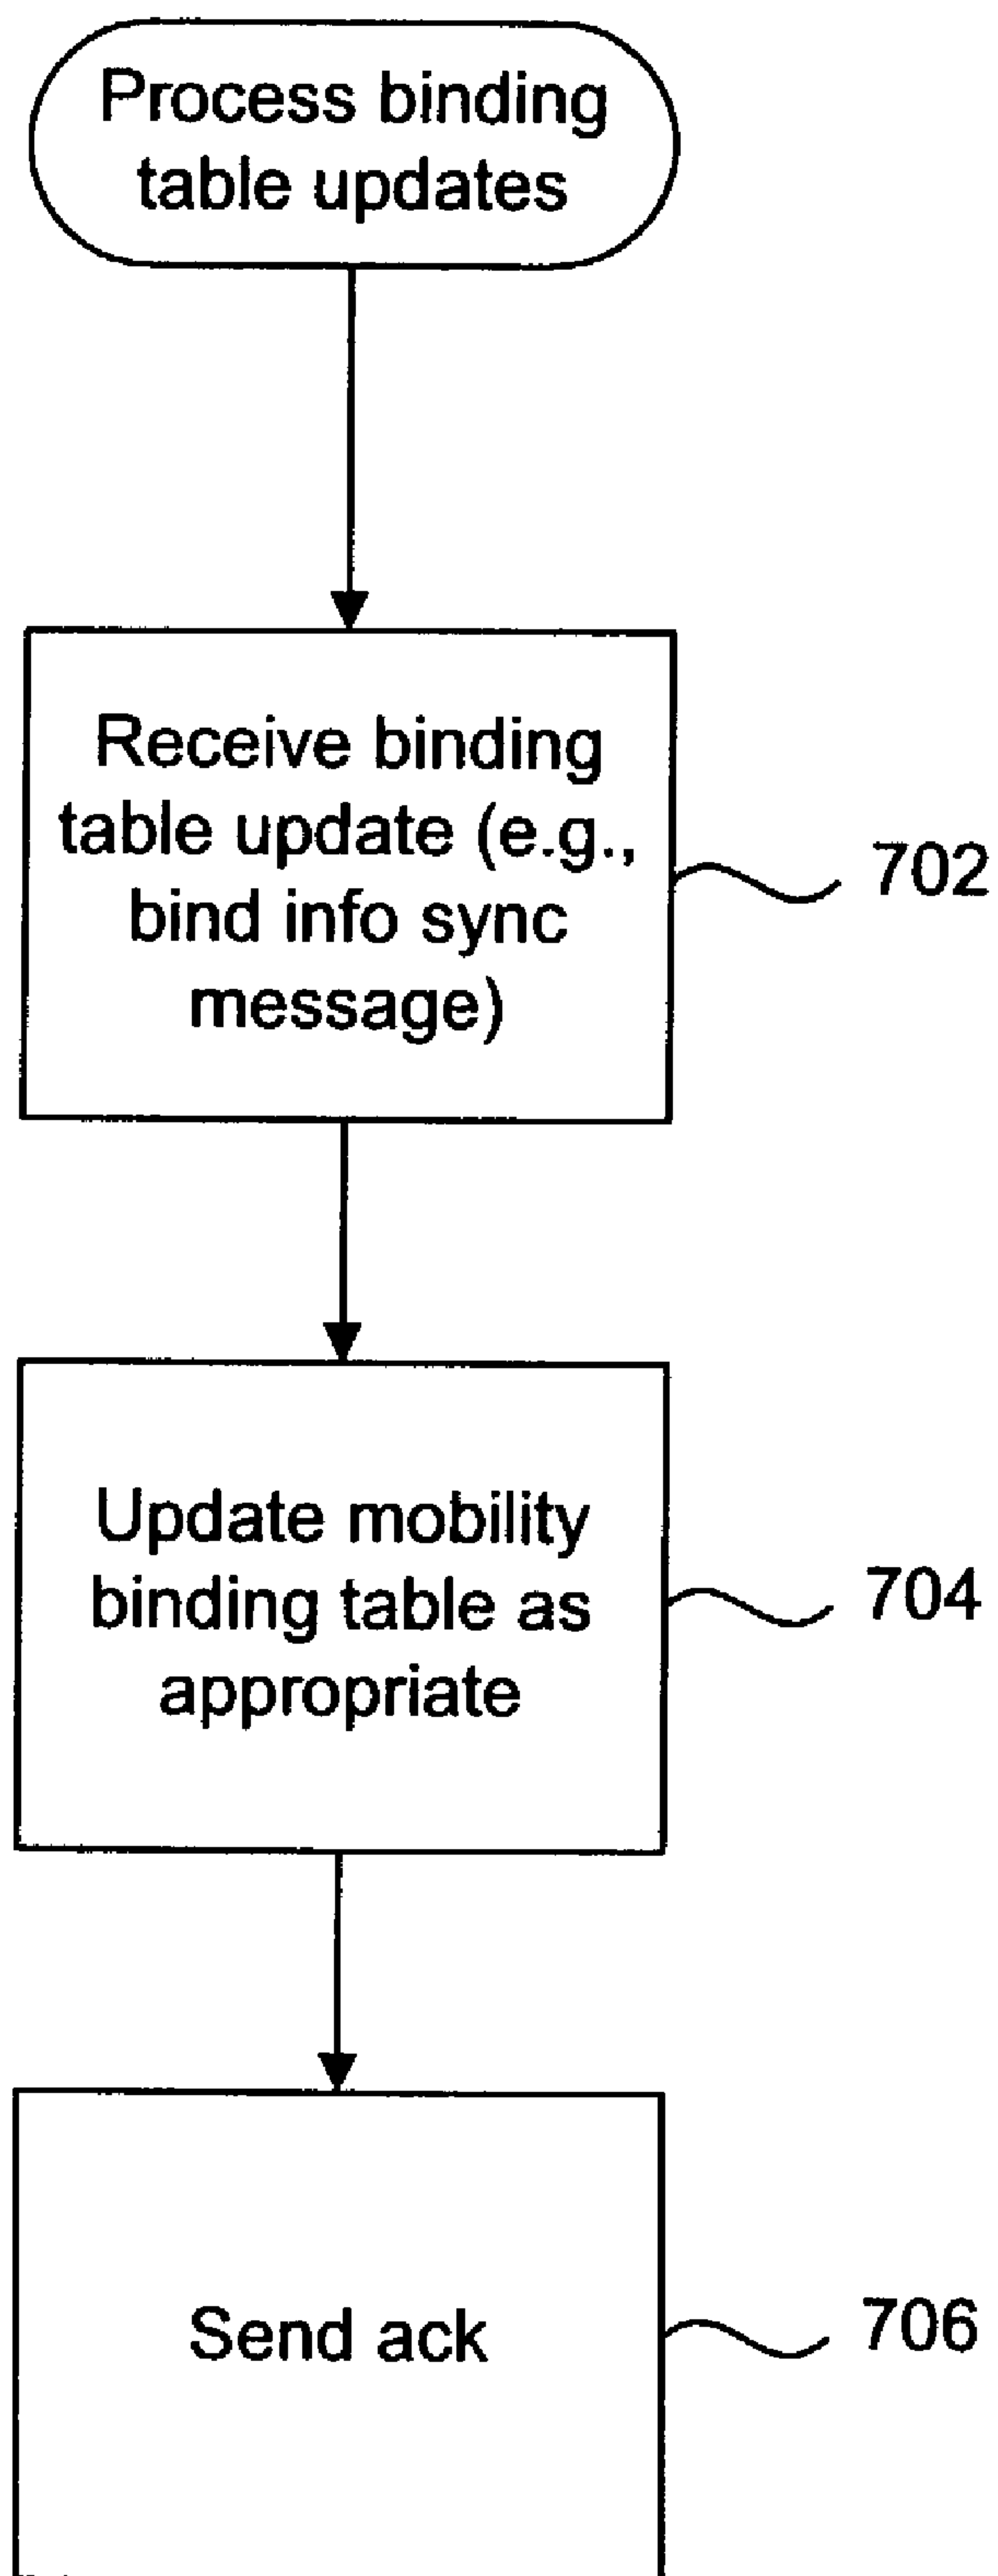 Process binding
table updates
Receive binding
table update (e.g.,
bind info sync
message)
702
Update mobility
binding table as
appropriate
704
Send ack
706